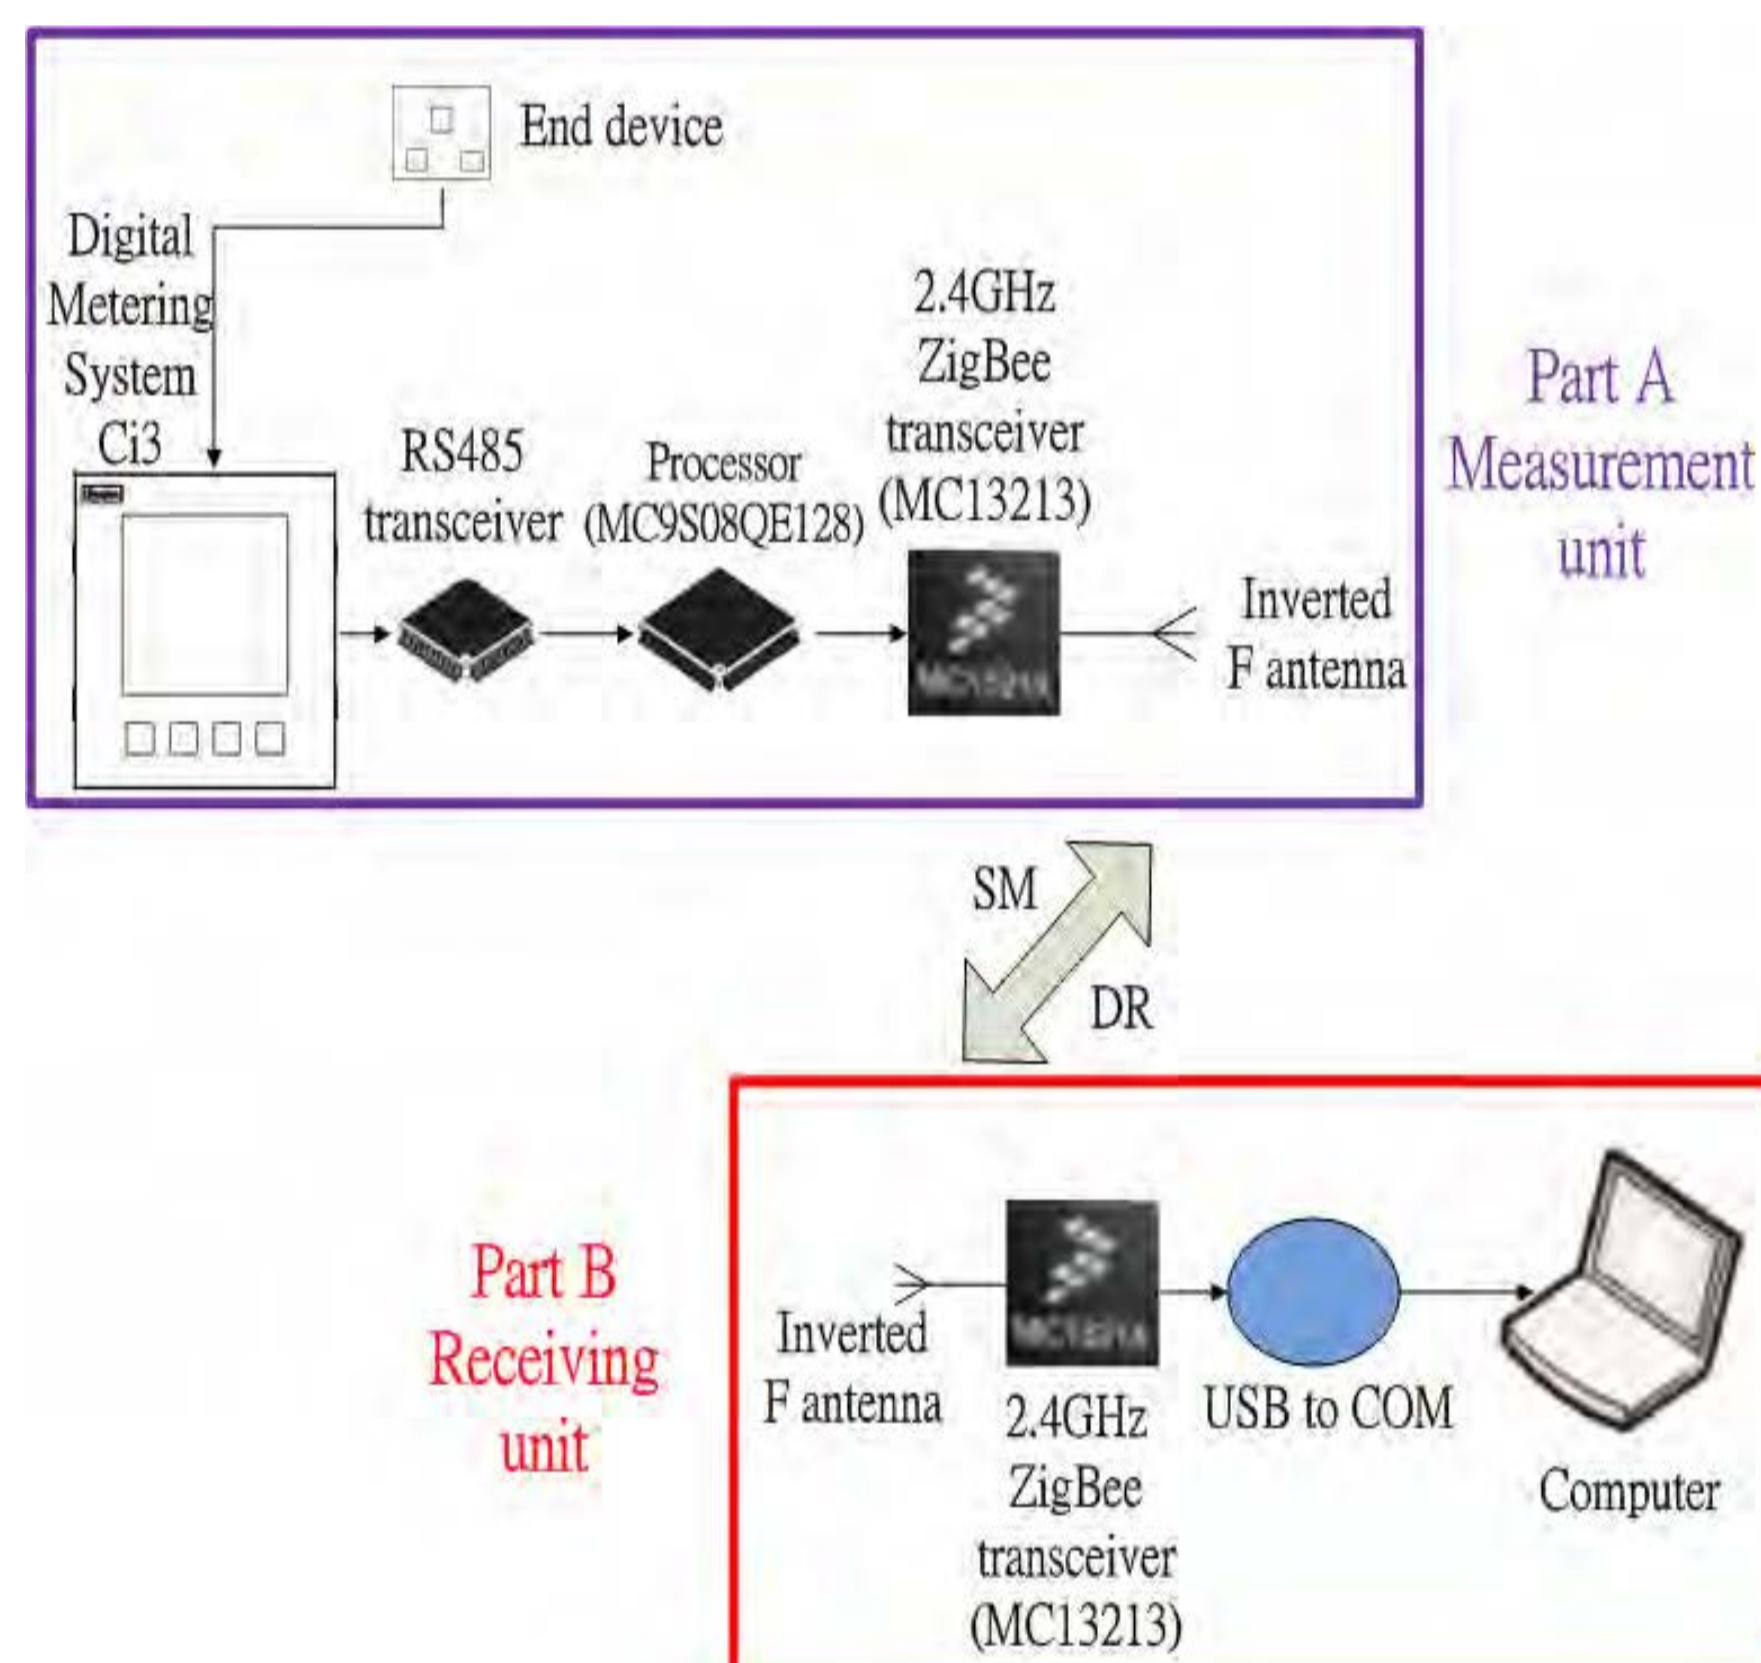 End device
Digital
Metering
System
Ci3
RS485
transceiver
Processor
(MC9S08QE128)
2.4GHz
ZigBee
transceiver
(MC13213)
Inverted
F antenna
Part A
Measurement
unit
SM
DR
Part B
Receiving
unit
Inverted
F antenna
2.4GHz
ZigBee
transceiver
(MC13213)
USB to COM
Computer